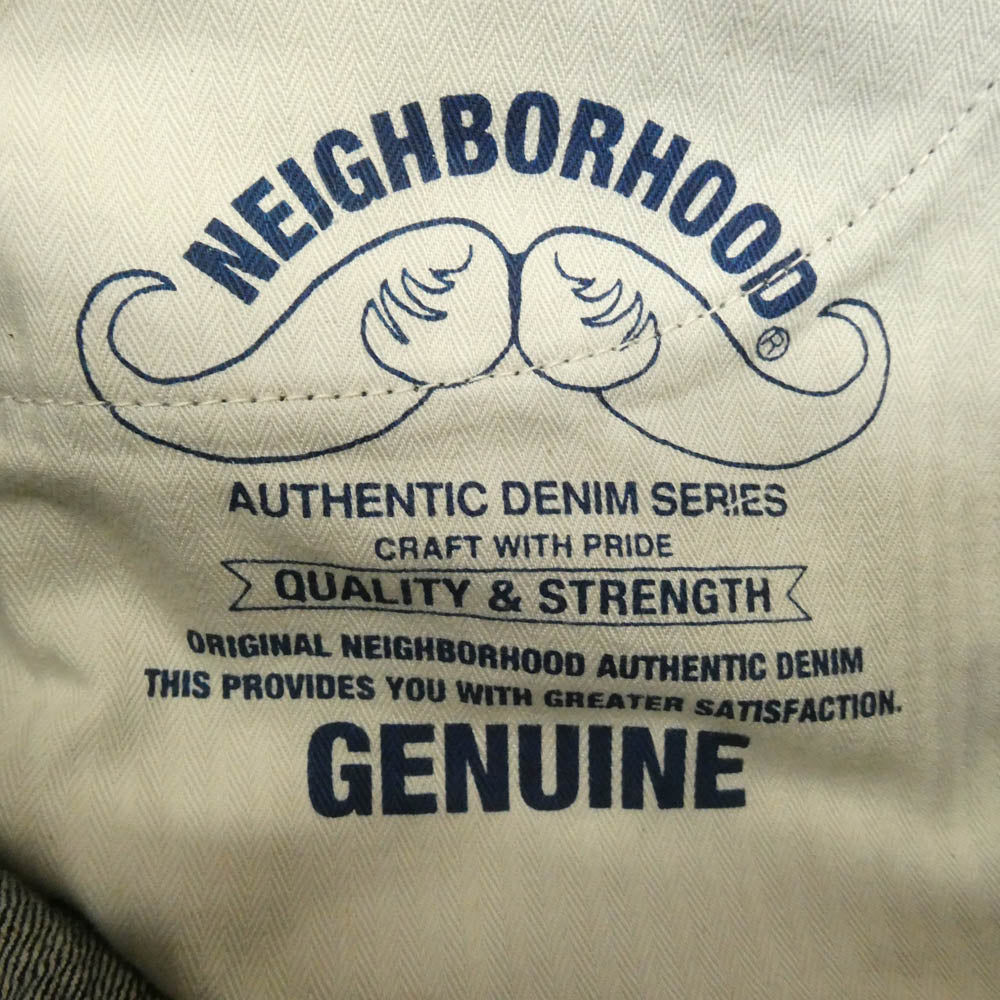 NEIGHBORHOOD
®
AUTHENTIC DENIM SERIES
CRAFT WITH PRIDE
QUALITY & STRENGTH
ORIGINAL NEIGHBORHOOD AUTHENTIC DENIM
THIS PROVIDES YOU WITH GREATER SATISFACTION.
GENUINE